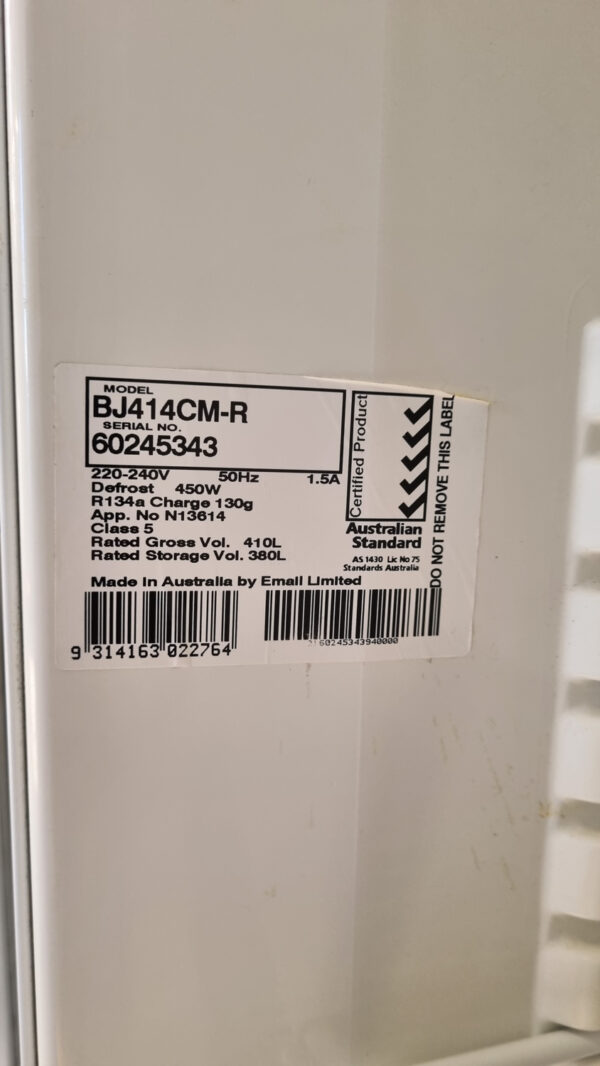 MODEL
BJ414CM-R
SERIAL NO.
60245343
220-240V 50Hz 1.5A
Defrost 450W
R134a Charge 130g
App. No N13614
Class 5
Rated Gross Vol. 410L
Rated Storage Vol. 380L
Made In Australia by Email Limited
Certified Product
Australian
Standard
AS 1430 Lic No 75
Standards Australia
DO NOT REMOVE THIS LABEL
9 314163 022764